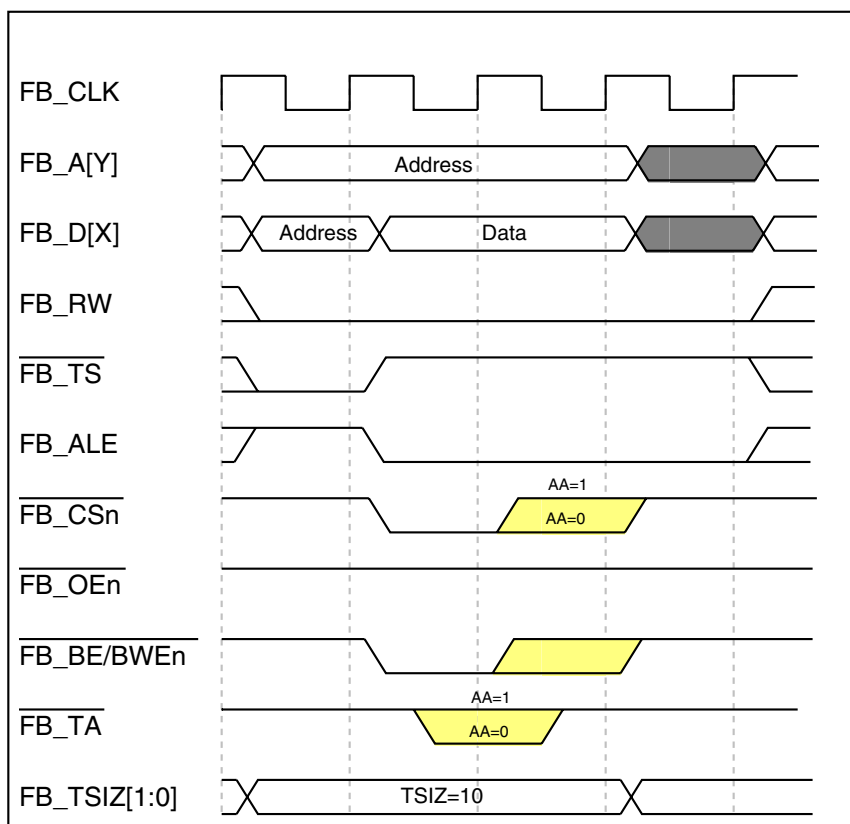 FB_CLK
FB_A[Y]
Address
FB_D[X]
Address
Data
FB_RW
FB_TS
FB_ALE
AA=1
FB_CSn
AA=0
FB_OEn
FB_BE/BWEn
AA=1
FB_TA
AA=0
FB_TSIZ[1:0]
TSIZ=10